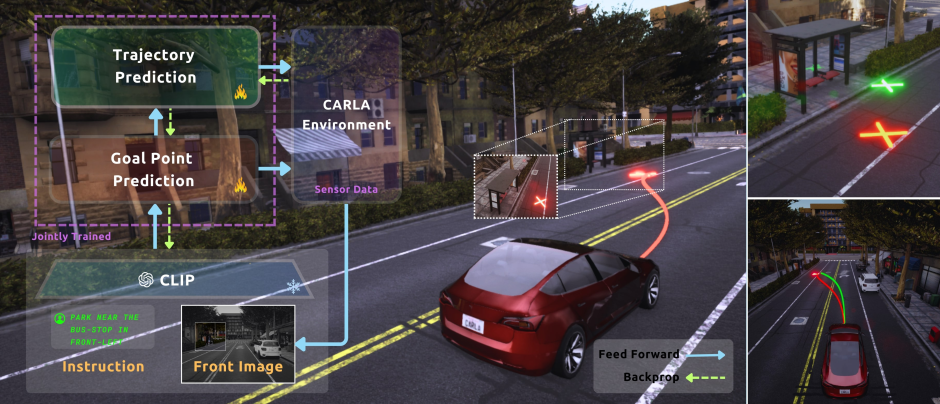 Trajectory
Prediction
CARLA
Environment
Goal Point
Prediction
Sensor Data
Jointly Trained
CLIP
PARK NEAR THE
BUS-STOP IN
FRONT-LEFT
Instruction
Front Image
CARLA
Feed Forward
Backprop